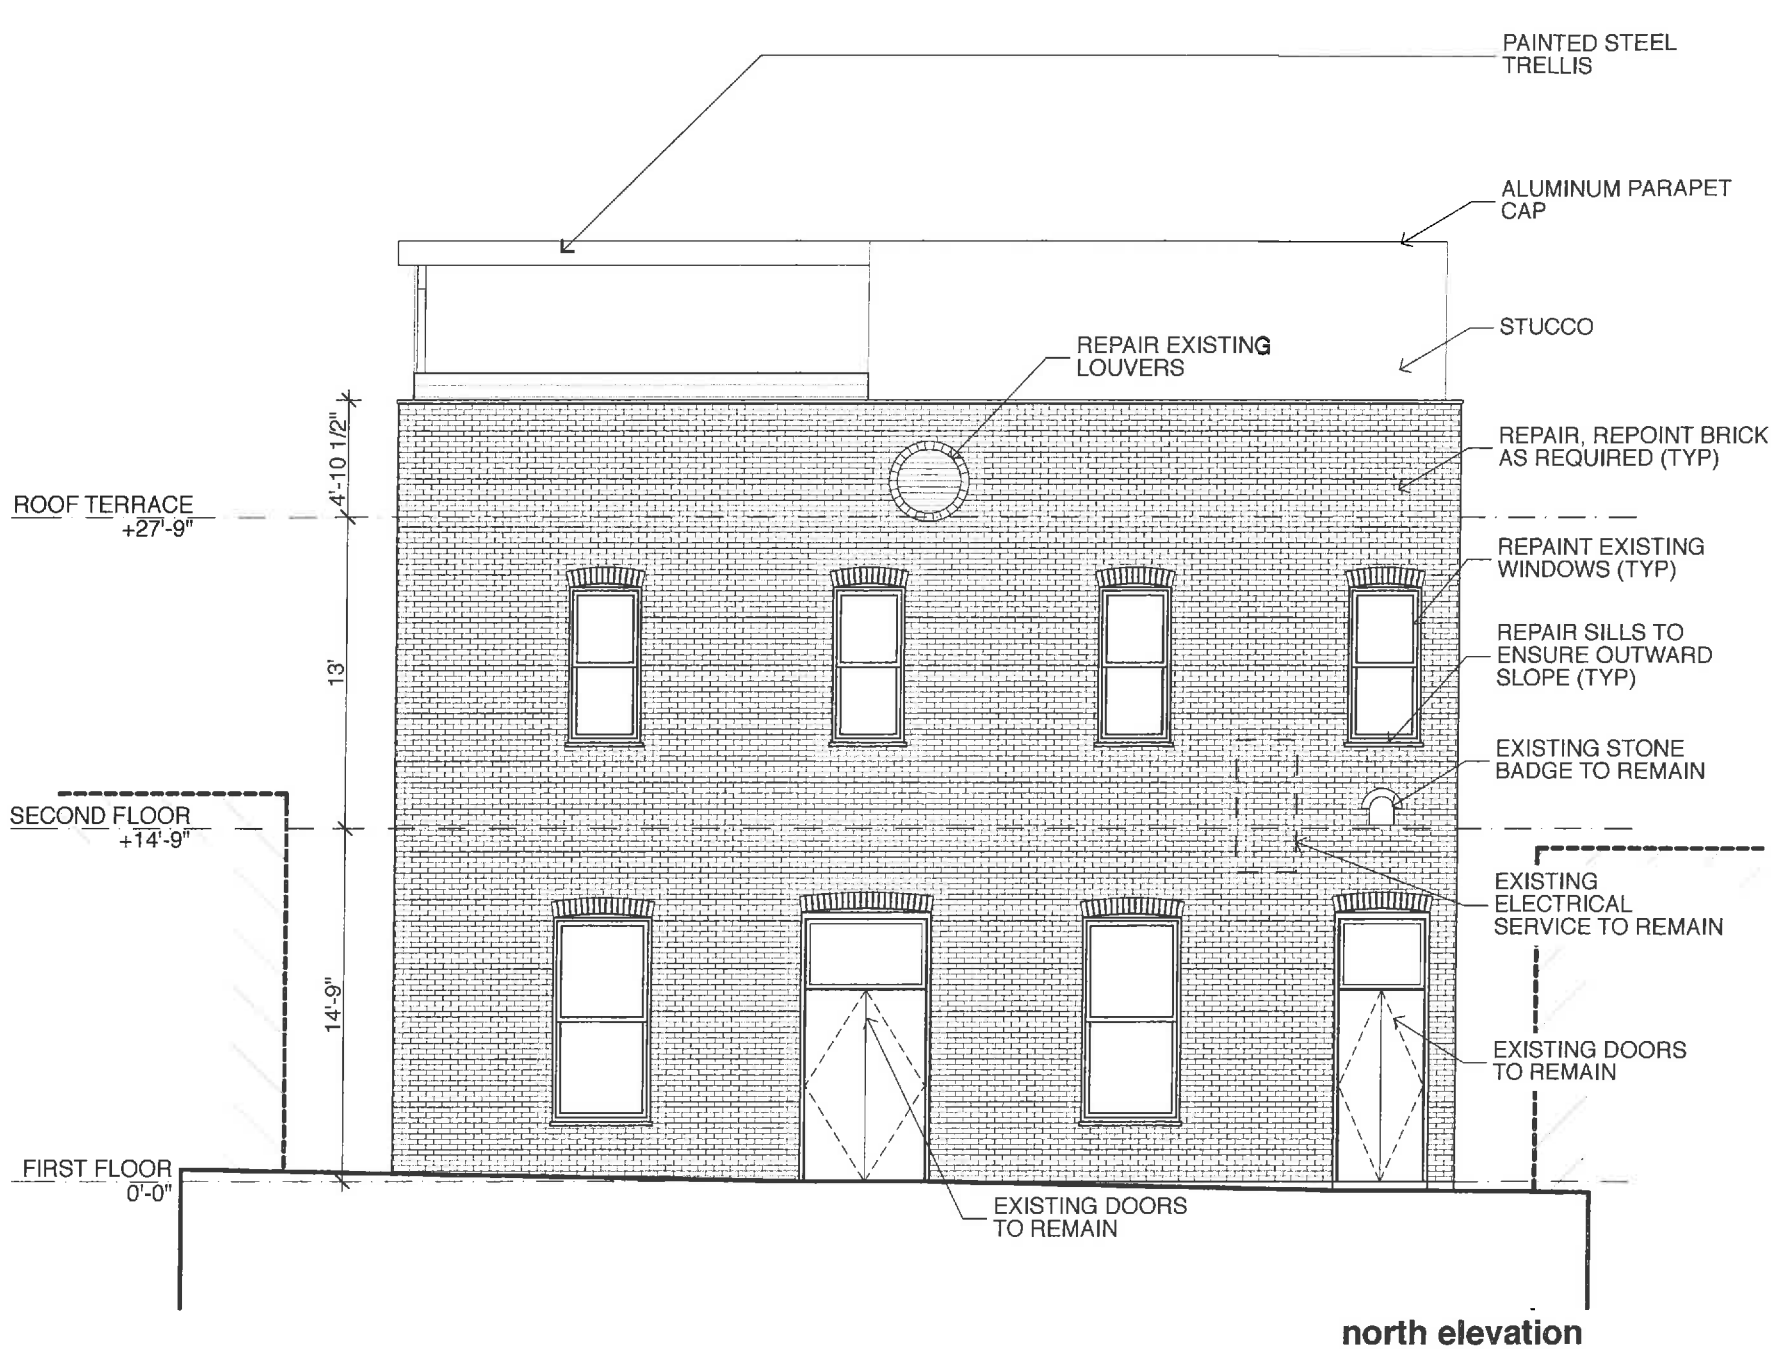 PAINTED STEEL
TRELLIS
ALUMINUM PARAPET
CAP
STUCCO
REPAIR EXISTING
LOUVERS
4'-10 1/2"
REPAIR, REPOINT BRICK
AS REQUIRED (TYP)
ROOF TERRACE
+27'-9"
REPAINT EXISTING
WINDOWS (TYP)
REPAIR SILLS TO
ENSURE OUTWARD
SLOPE (TYP)
13'
EXISTING STONE
BADGE TO REMAIN
SECOND FLOOR
+14'-9"
EXISTING
ELECTRICAL
SERVICE TO REMAIN
14'-9"
EXISTING DOORS
TO REMAIN
FIRST FLOOR
0'-0"
EXISTING DOORS
TO REMAIN
north elevation